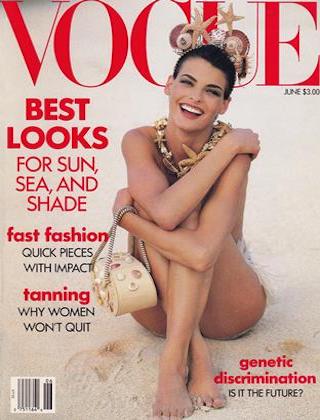 VOGUE
JUNE $3.00
BEST
LOOKS
FOR SUN,
SEA, AND
SHADE
fast fashion
QUICK PIECES
WITH IMPACT
tanning
WHY WOMEN
WON'T QUIT
genetic
discrimination
IS IT THE FUTURE?
06